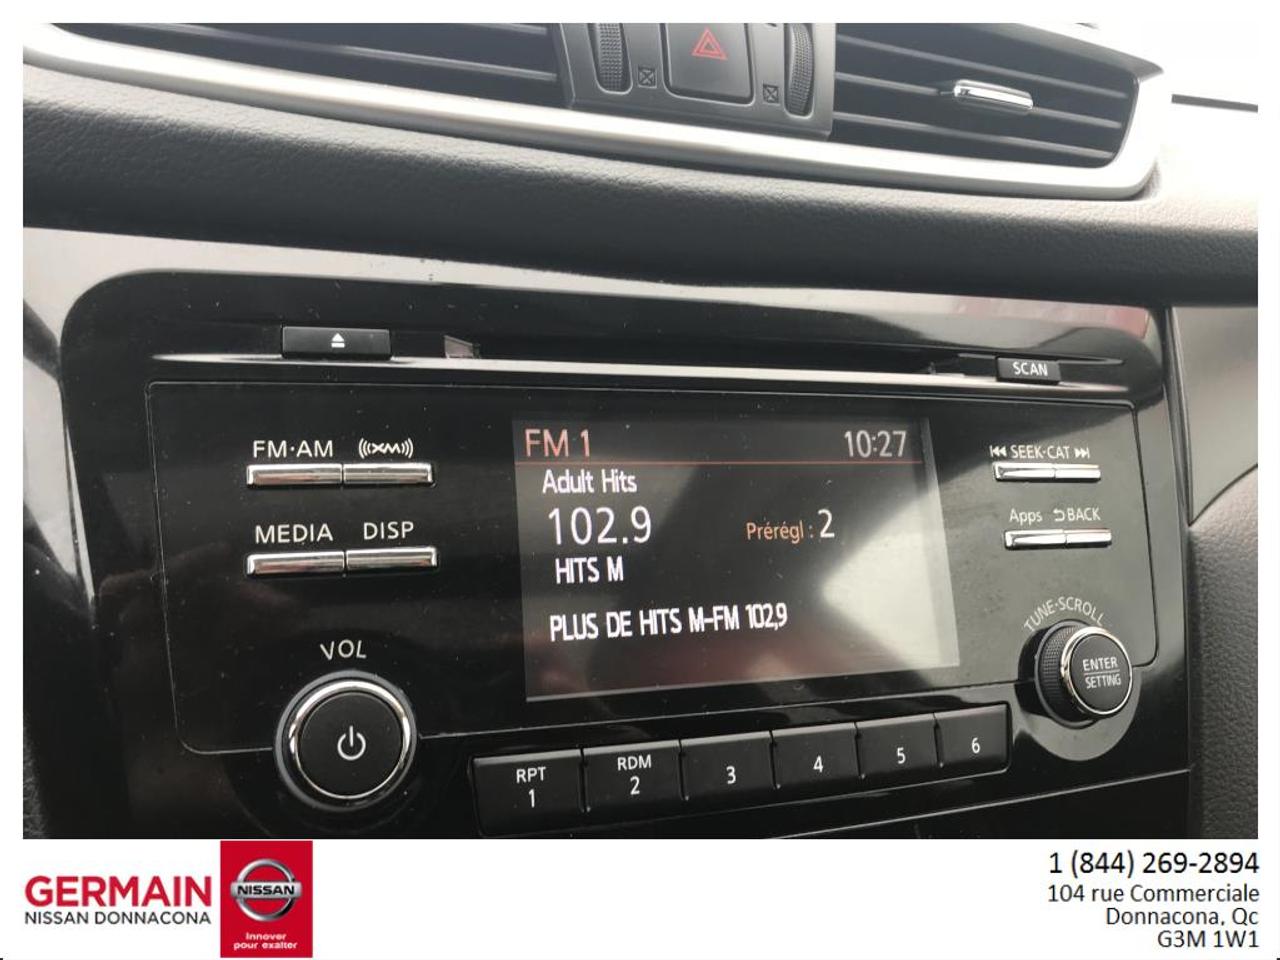 SCAN
FM·AM ((XM))
FM 1 10:27
⏮ SEEK·CAT ⏭
Adult Hits
102.9 Prérégl : 2
Apps ⮌BACK
MEDIA DISP
HITS M
PLUS DE HITS M-FM 102,9
TUNE·SCROLL
VOL
ENTER
SETTING
RPT RDM
1 2 3 4 5 6
GERMAIN
NISSAN DONNACONA
NISSAN
Innover
pour exalter
1 (844) 269-2894
104 rue Commerciale
Donnacona, Qc
G3M 1W1